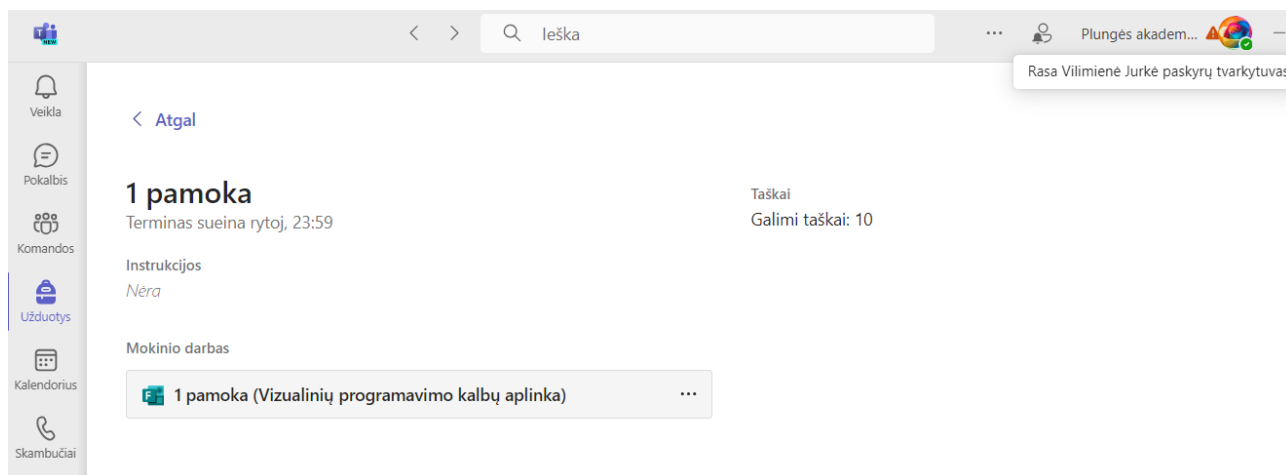 NEW
Ieška
Plungės akadem...
Rasa Vilimienė Jurkė paskyrų tvarkytuvas
Veikla
Pokalbis
Komandos
Užduotys
Kalendorius
Skambučiai
Atgal
1 pamoka
Terminas sueina rytoj, 23:59
Instrukcijos
Nėra
Mokinio darbas
1 pamoka (Vizualinių programavimo kalbų aplinka)
Taškai
Galimi taškai: 10